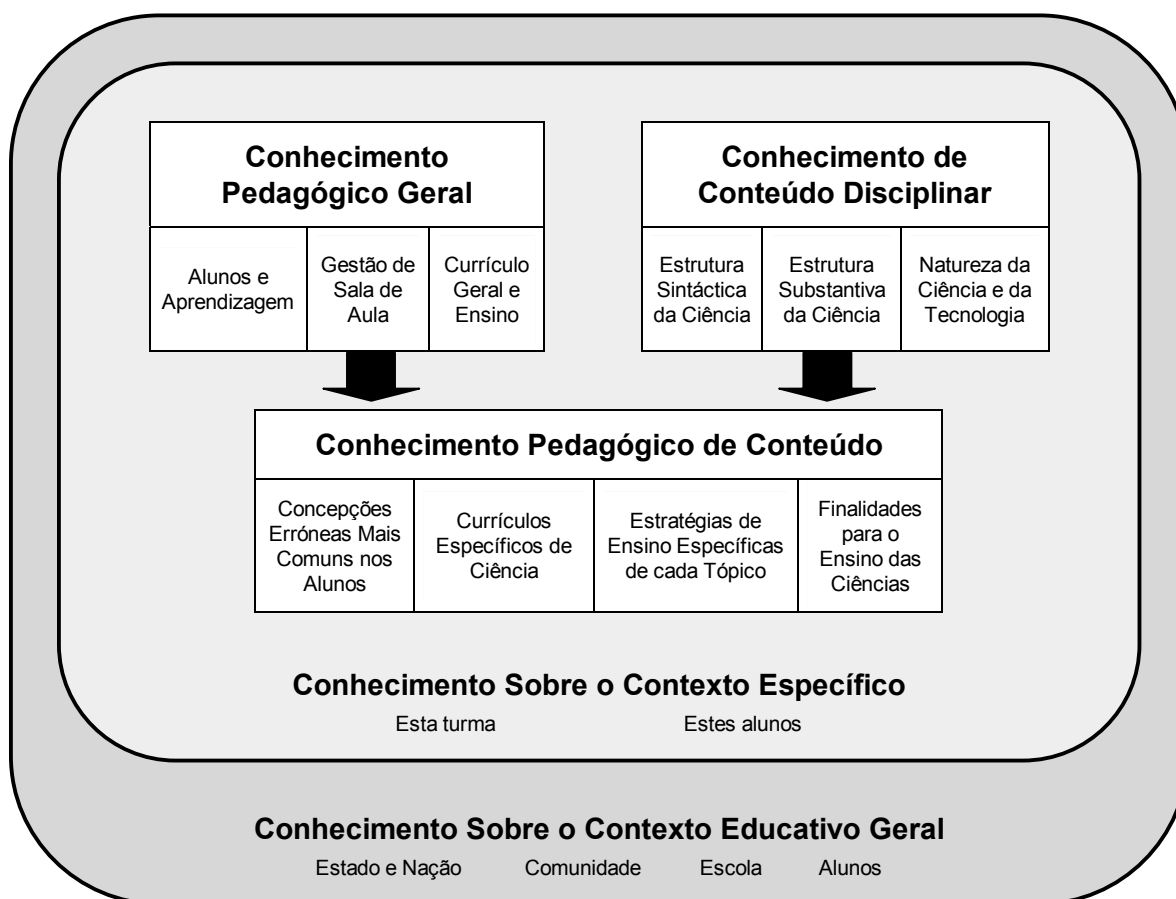 Conhecimento
Pedagógico Geral
Alunos e
Aprendizagem
Gestão de
Sala de
Aula
Currículo
Geral e
Ensino
Conhecimento de
Conteúdo Disciplinar
Estrutura
Sintáctica
da Ciência
Estrutura
Substantiva
da Ciência
Natureza da
Ciência e da
Tecnologia
Conhecimento Pedagógico de Conteúdo
Concepções
Erróneas Mais
Comuns nos
Alunos
Currículos
Específicos de
Ciência
Estratégias de
Ensino Específicas
de cada Tópico
Finalidades
para o
Ensino das
Ciências
Conhecimento Sobre o Contexto Específico
Esta turma Estes alunos
Conhecimento Sobre o Contexto Educativo Geral
Estado e Nação Comunidade Escola Alunos